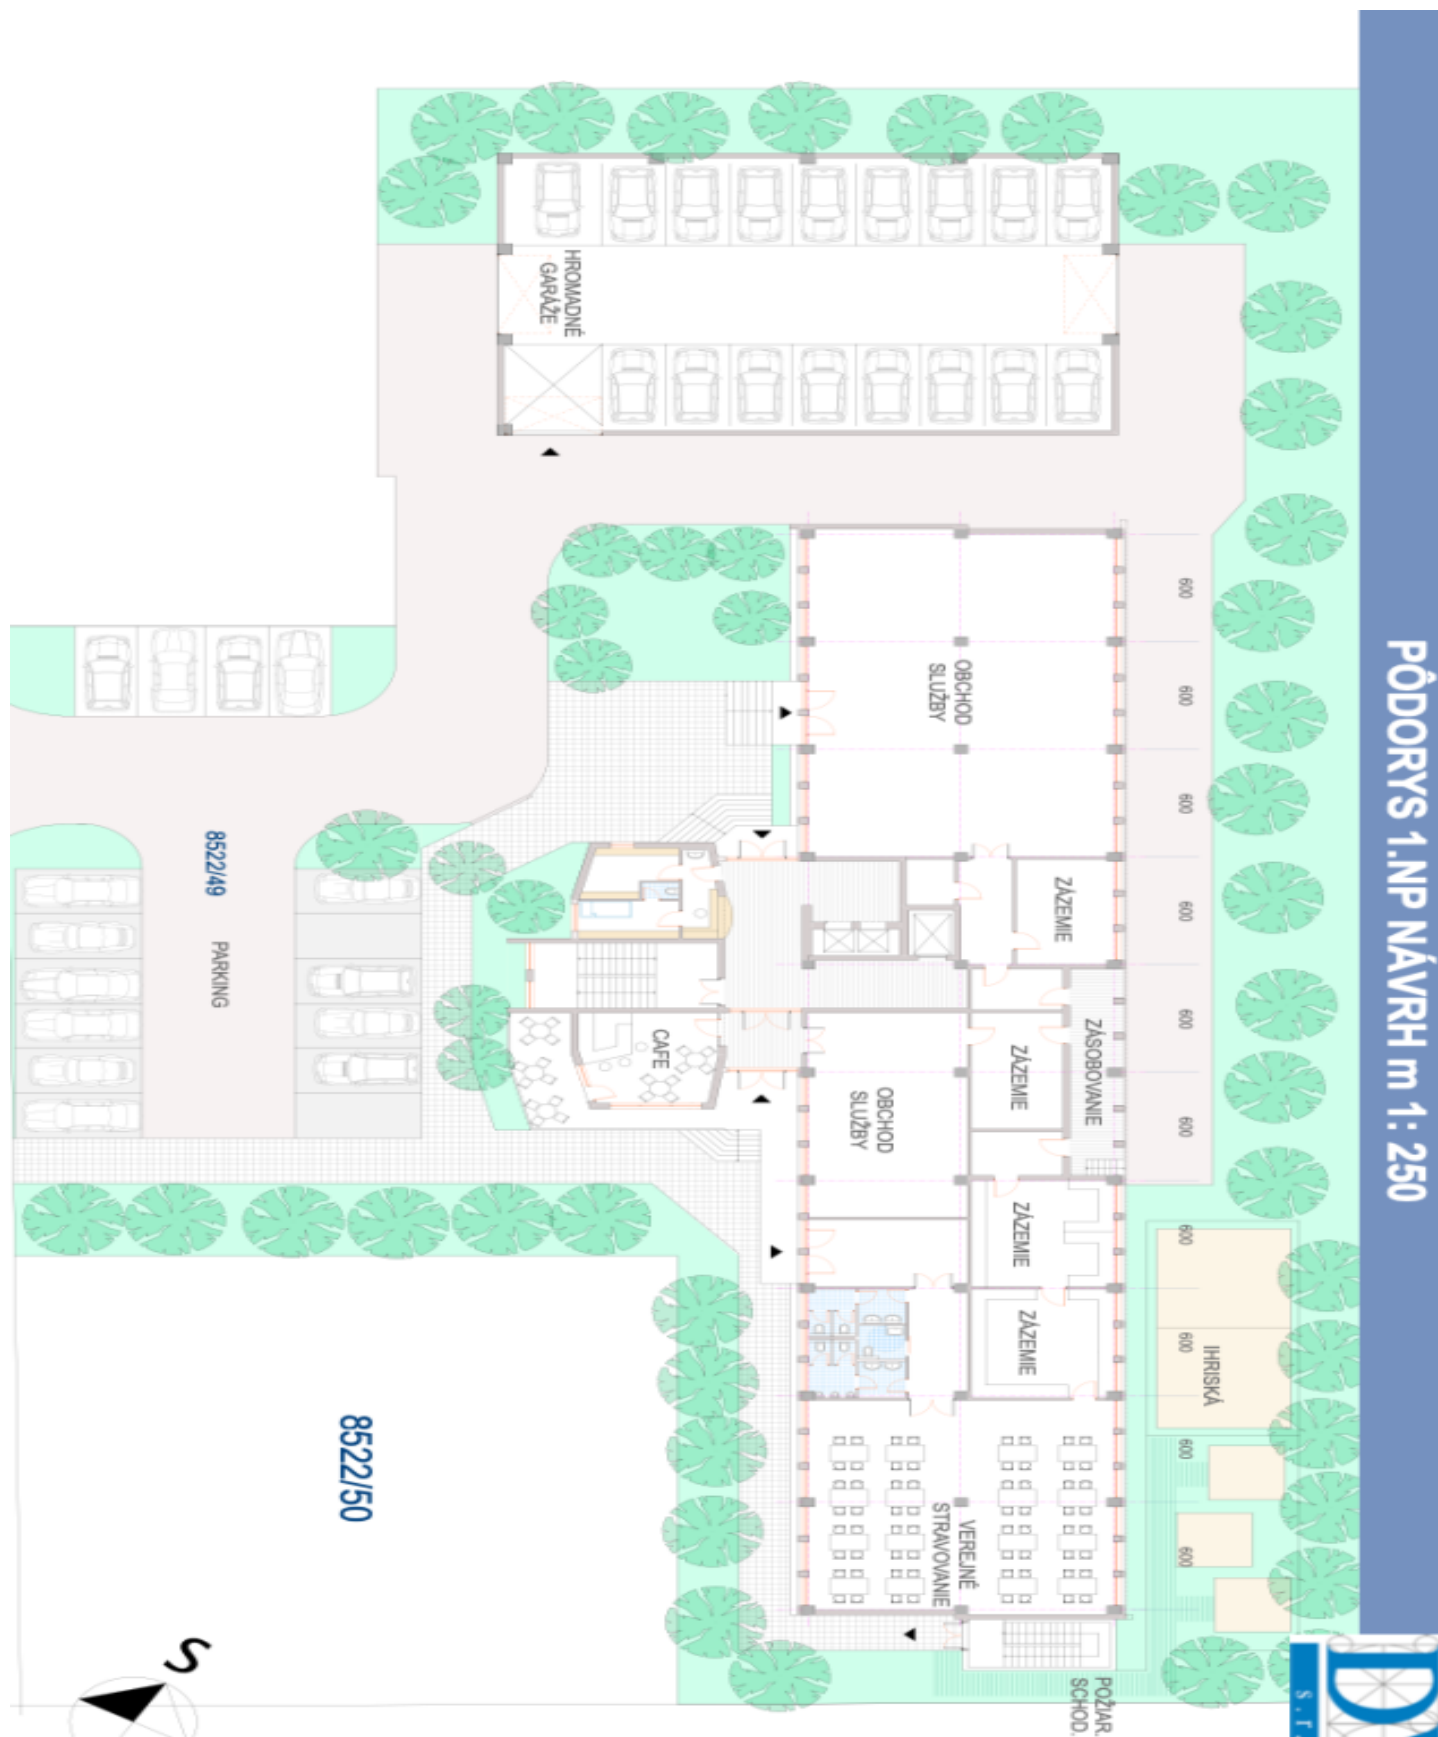 PÔDORYS 1.NP NÁVRH m 1: 250
HROMADNÉ
GARÁŽE
OBCHOD
SLUŽBY
600
600
600
600
600
600
600
600
600
600
ZÁZEMIE
ZÁSOBOVANIE
ZÁZEMIE
CAFE
OBCHOD
SLUŽBY
ZÁZEMIE
ZÁZEMIE
IHRISKÁ
VEREJNÉ
STRAVOVANIE
POŽIAR.
SCHOD.
8522/49
PARKING
8522/50
S
D
s.r.